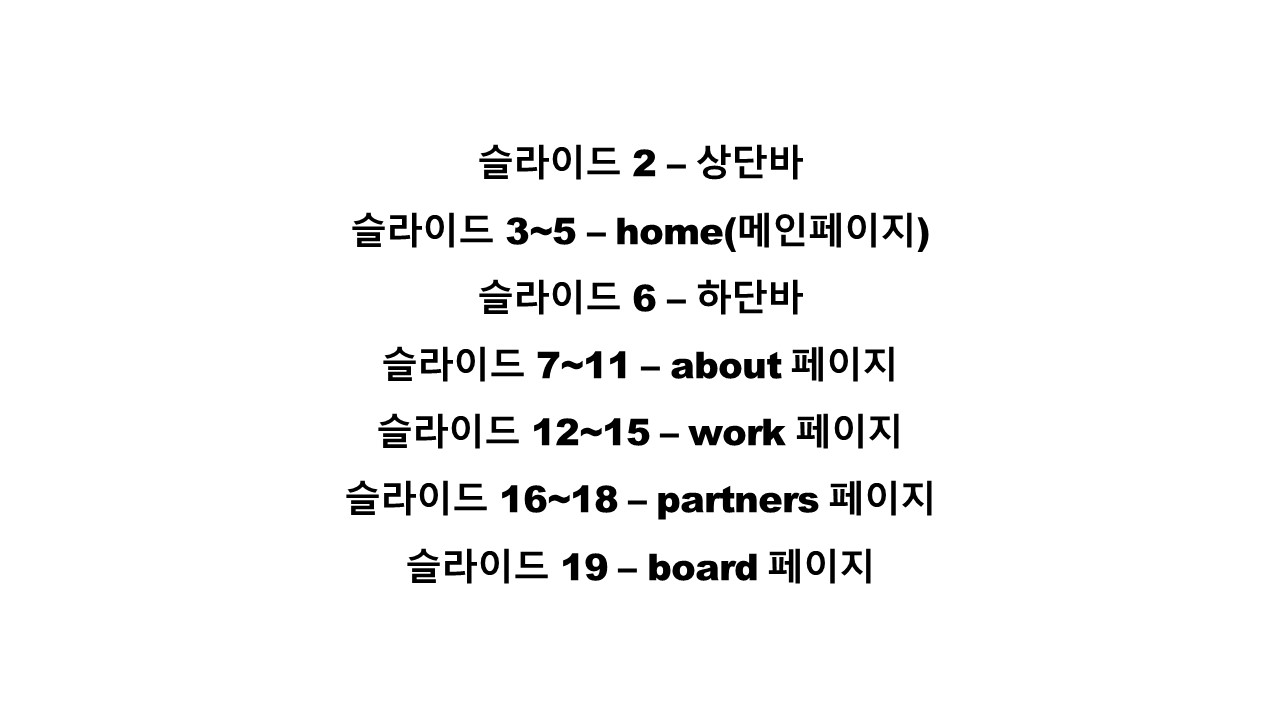 슬라이드 2 – 상단바
슬라이드 3~5 – home(메인페이지)
슬라이드 6 – 하단바
슬라이드 7~11 – about 페이지
슬라이드 12~15 – work 페이지
슬라이드 16~18 – partners 페이지
슬라이드 19 – board 페이지